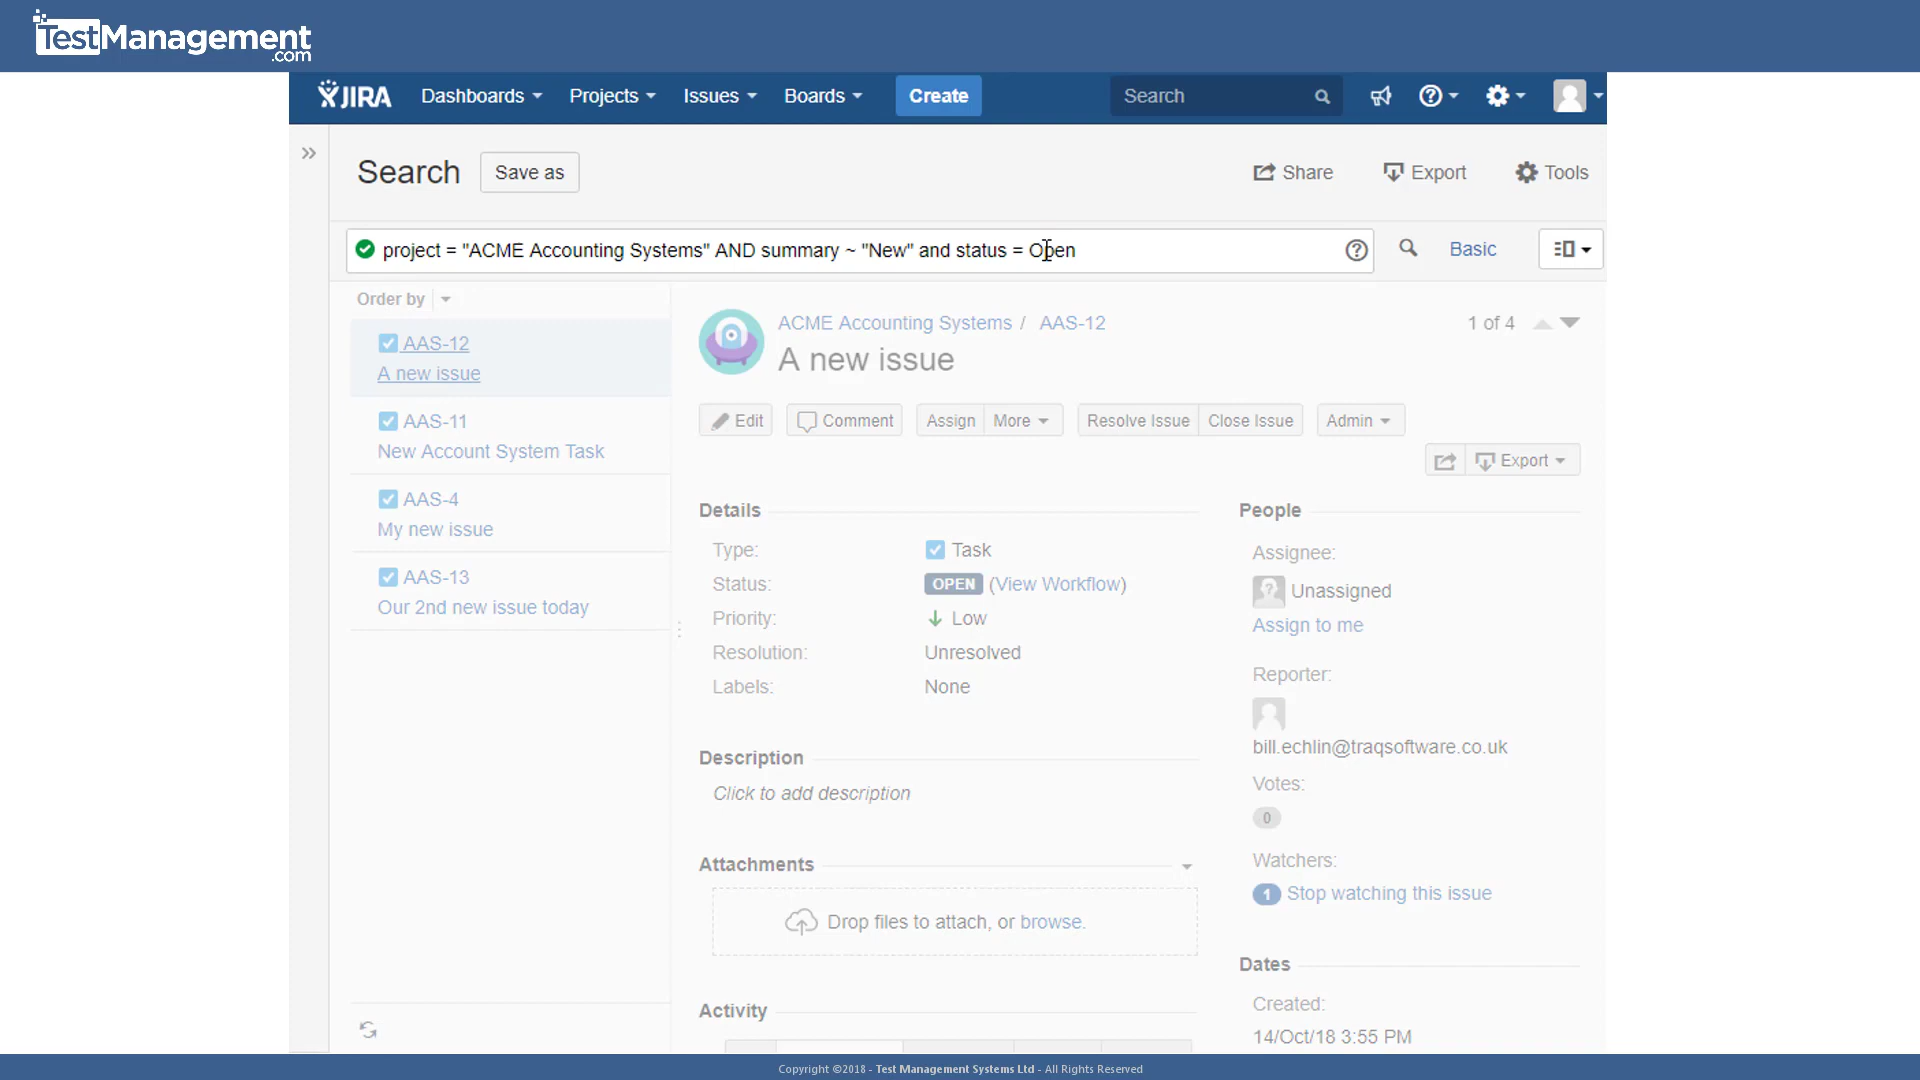 TestManagement
.com
JIRA Dashboards Projects Issues Boards Create Search
Search Save as Share Export Tools
project = "ACME Accounting Systems" AND summary ~ "New" and status = Open Basic
Order by
AAS-12
A new issue
AAS-11
New Account System Task
AAS-4
My new issue
AAS-13
Our 2nd new issue today
ACME Accounting Systems / AAS-12 1 of 4
A new issue
Edit Comment Assign More Resolve Issue Close Issue Admin
Export
Details
Type: Task
Status: OPEN (View Workflow)
Priority: Low
Resolution: Unresolved
Labels: None
Description
Click to add description
Attachments
Drop files to attach, or browse.
Activity
People
Assignee:
Unassigned
Assign to me
Reporter:
bill.echlin@traqsoftware.co.uk
Votes:
0
Watchers:
1 Stop watching this issue
Dates
Created:
14/Oct/18 3:55 PM
Copyright ©2018 - Test Management Systems Ltd - All Rights Reserved